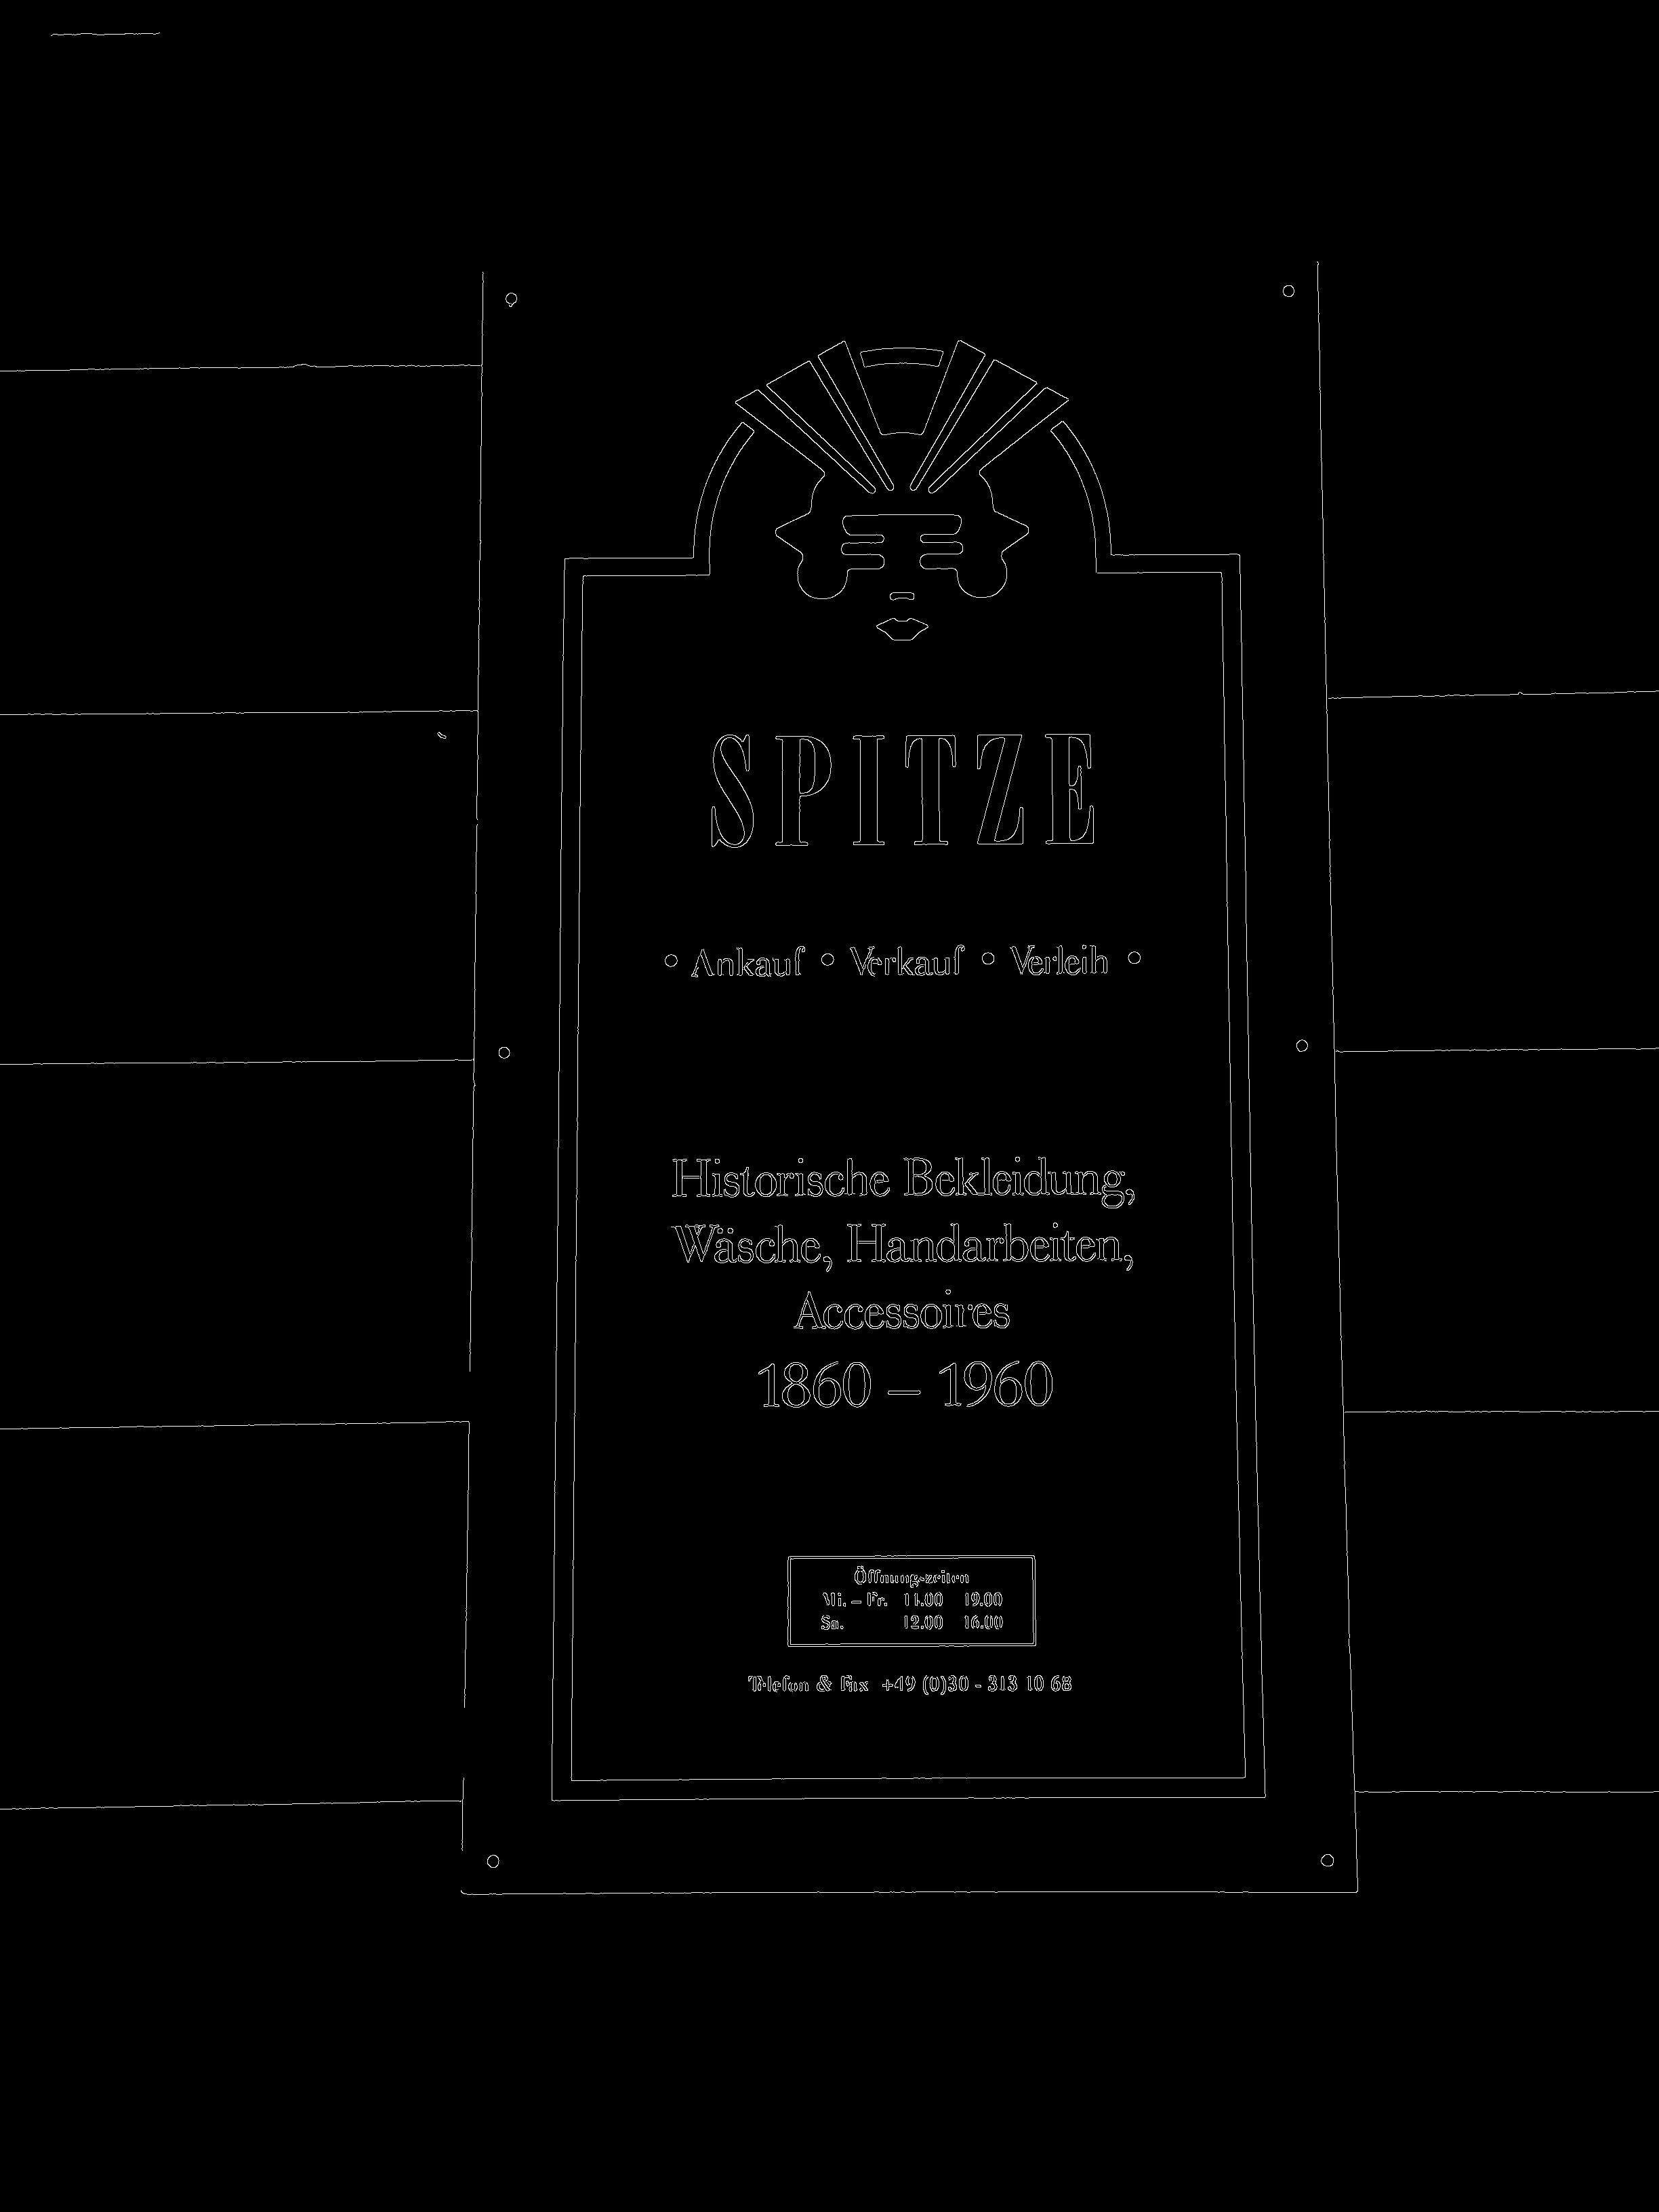 SPITZE
• Ankauf • Verkauf • Verleih •
Historische Bekleidung,
Wäsche, Handarbeiten,
Accessoires
1860 – 1960
Öffnungszeiten
Mi. – Fr. 11.00 19.00
Sa. 12.00 16.00
Telefon & Fax +49 (0)30 - 313 10 68